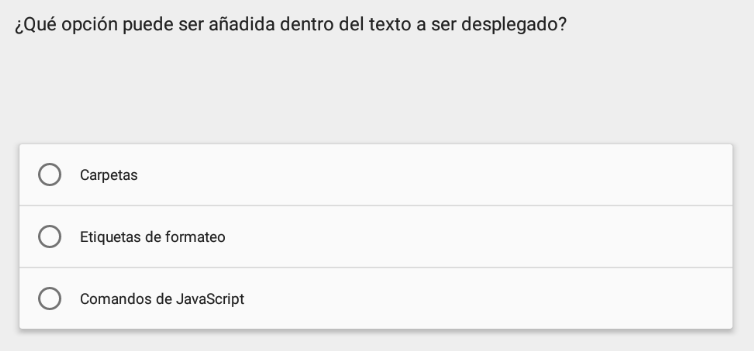 ¿Qué opción puede ser añadida dentro del texto a ser desplegado?
Carpetas
Etiquetas de formateo
Comandos de JavaScript